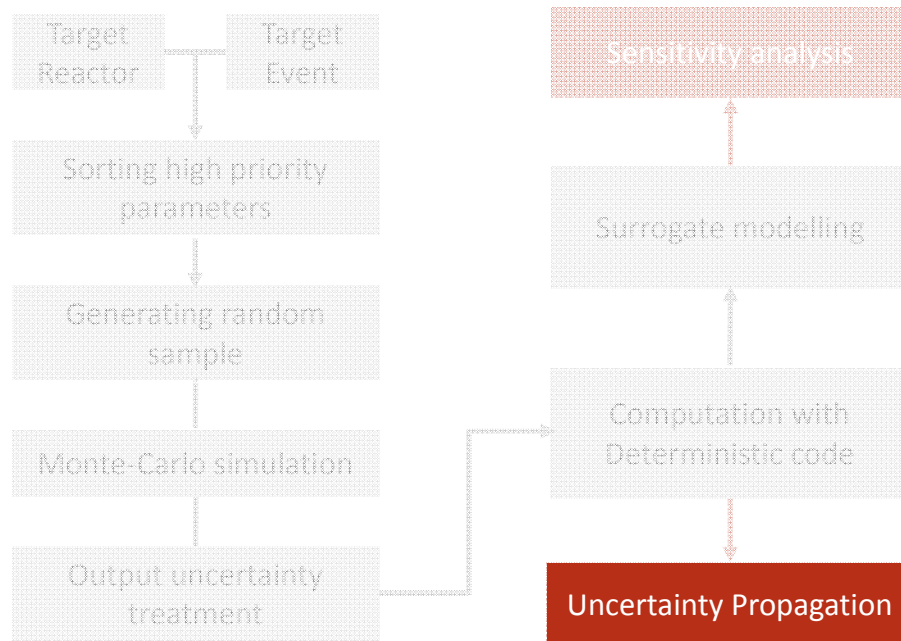 Target
Reactor
Target
Event
Sorting high priority
parameters
Generating random
sample
Monte-Carlo simulation
Output uncertainty
treatment
Sensitivity analysis
Surrogate modelling
Computation with
Deterministic code
Uncertainty Propagation